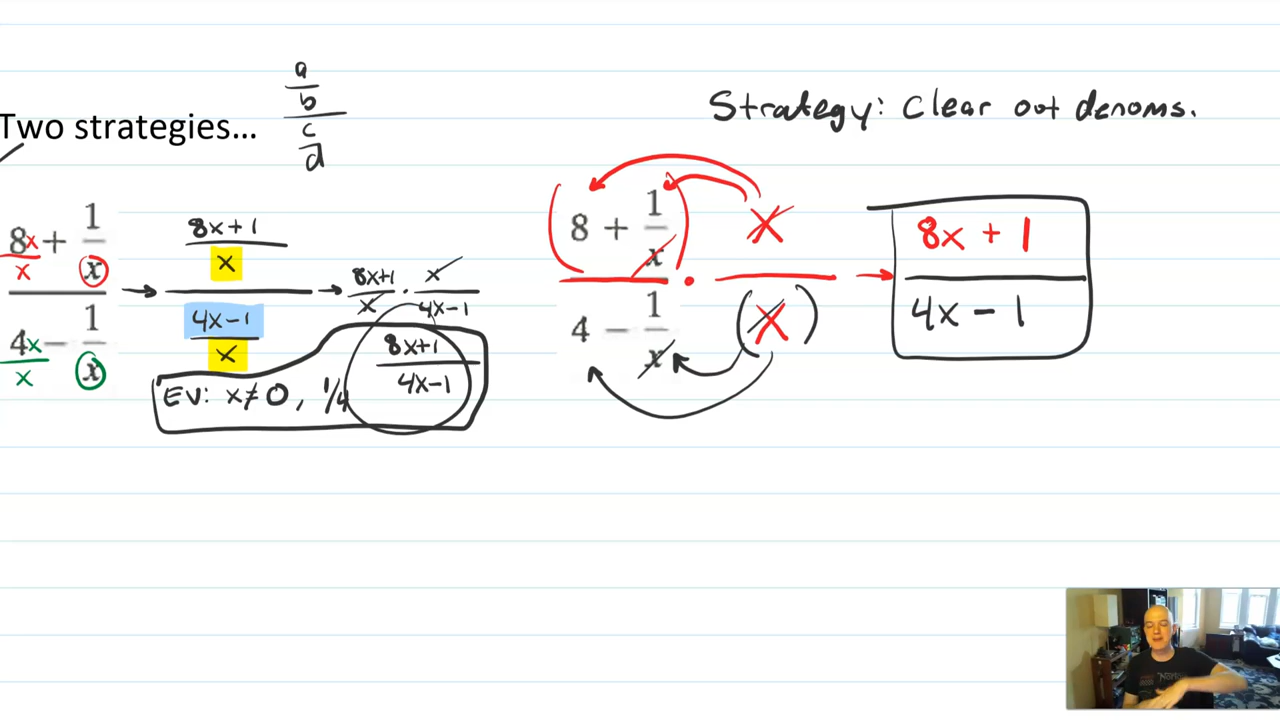 Two strategies...
a
b
c
d
Strategy: Clear out denoms.
8x/x + 1/x
4x/x − 1/x
→
8x+1
x
4x−1
x
→ 8x+1/x · x/4x−1
8x+1
4x−1
EV: x≠0, 1/4
(8 + 1/x) · x
4 − 1/x (x)
→
8x + 1
4x − 1